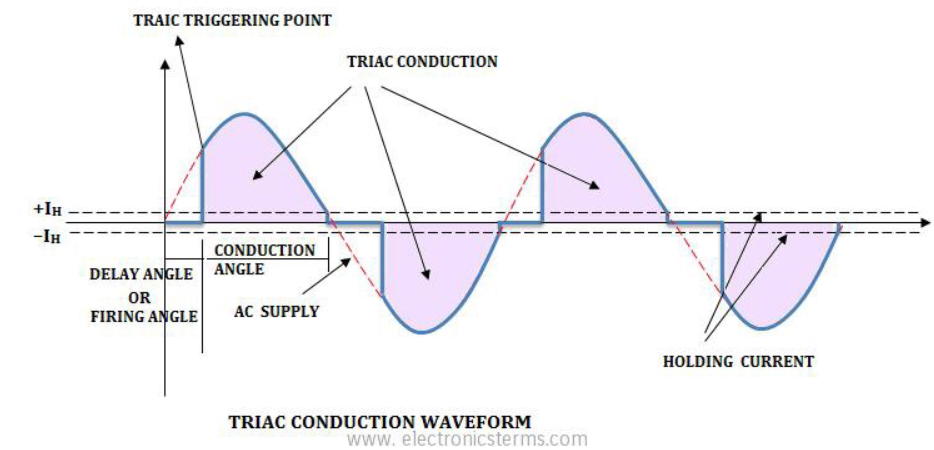 TRAIC TRIGGERING POINT
TRIAC CONDUCTION
+IH
−IH
CONDUCTION
ANGLE
DELAY ANGLE
OR
FIRING ANGLE
AC SUPPLY
HOLDING CURRENT
TRIAC CONDUCTION WAVEFORM
www. electronicsterms.com